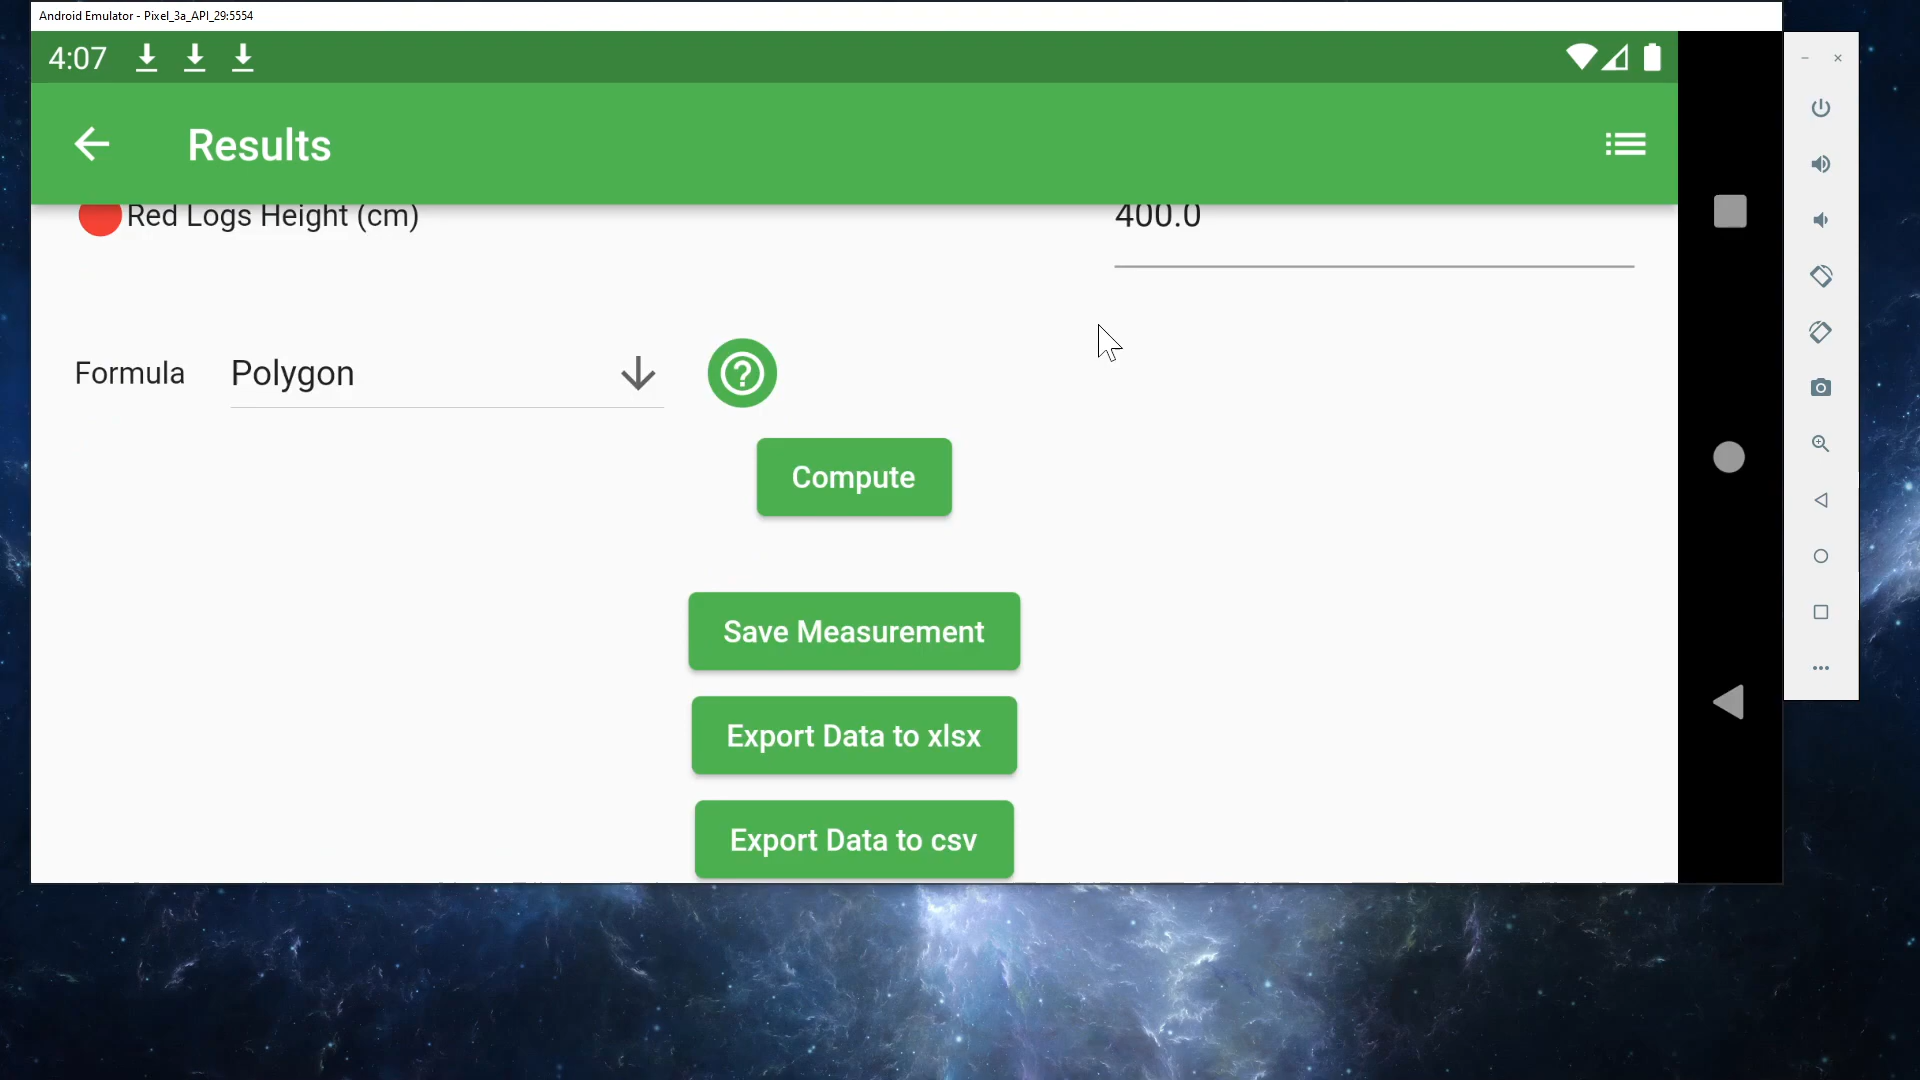 Android Emulator - Pixel_3a_API_29:5554
4:07
Results
Red Logs Height (cm)
400.0
Formula
Polygon
Compute
Save Measurement
Export Data to xlsx
Export Data to csv